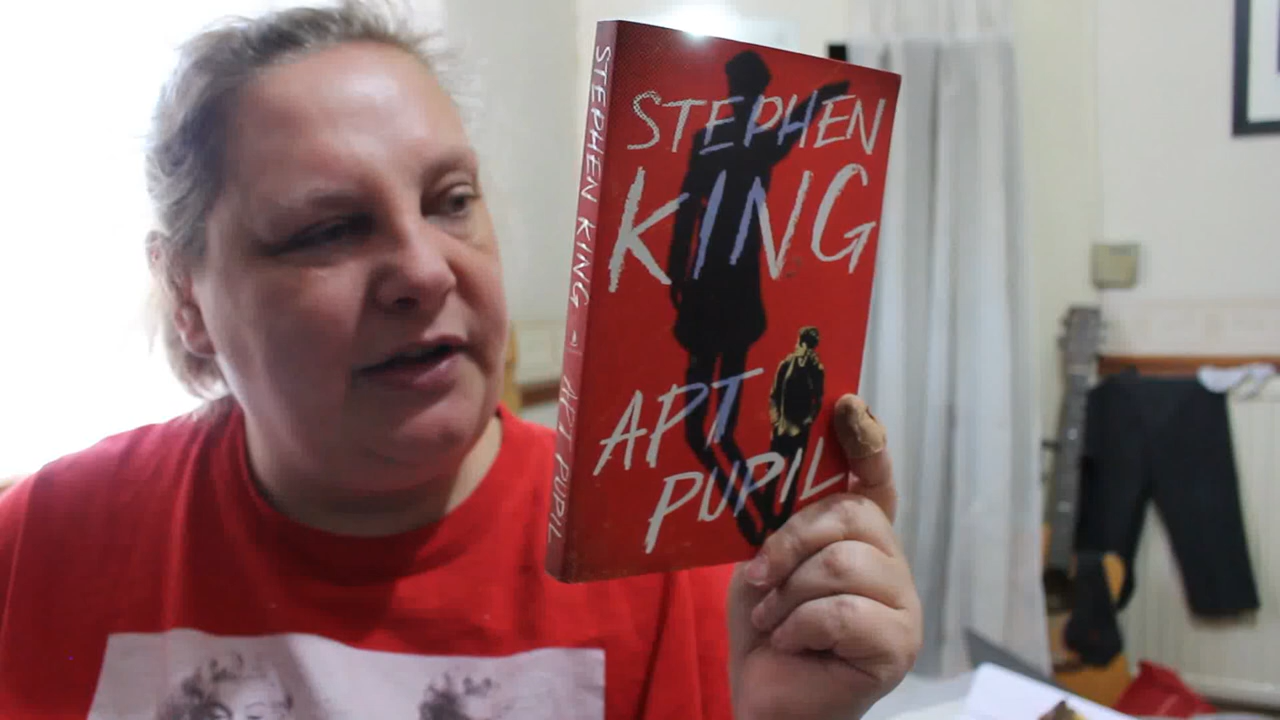 STEPHEN
KING
APT
PUPIL
STEPHEN KING APT PUPIL